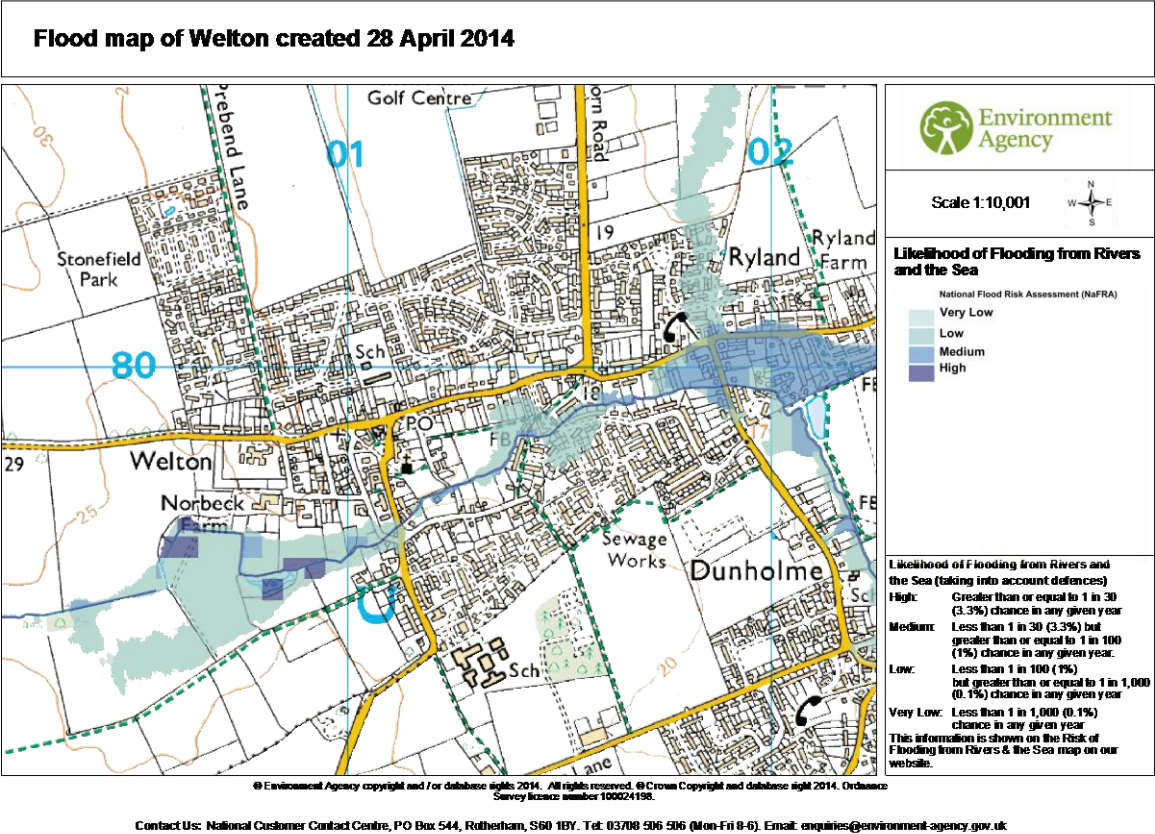 Flood map of Welton created 28 April 2014
Golf Centre
Prebend Lane
orn Road
30
2
01
02
Stonefield
Park
19
Ryland
Ryland
Farm
80
Sch
18
PO
FB
FB
29
Welton
Norbeck
Farm
25
7
FB
Sewage
Works
Dunholme
Sch
Sch
20
ane
Environment
Agency
Scale 1:10,001
N
W
E
S
Likelihood of Flooding from Rivers
and the Sea
National Flood Risk Assessment (NaFRA)
Very Low
Low
Medium
High
Likelihood of Flooding from Rivers and
the Sea (taking into account defences)
High: Greater than or equal to 1 in 30
(3.3%) chance in any given year
Medium: Less than 1 in 30 (3.3%) but
greater than or equal to 1 in 100
(1%) chance in any given year.
Low: Less than 1 in 100 (1%)
but greater than or equal to 1 in 1,000
(0.1%) chance in any given year
Very Low: Less than 1 in 1,000 (0.1%)
chance in any given year
This information is shown on the Risk of
Flooding from Rivers & the Sea map on our
website.
© Environment Agency copyright and / or database rights 2014. All rights reserved. © Crown Copyright and database right 2014. Ordnance
Survey licence number 100024198.
Contact Us: National Customer Contact Centre, PO Box 544, Rotherham, S60 1BY. Tel: 03708 506 506 (Mon-Fri 8-6). Email: enquiries@environment-agency.gov.uk